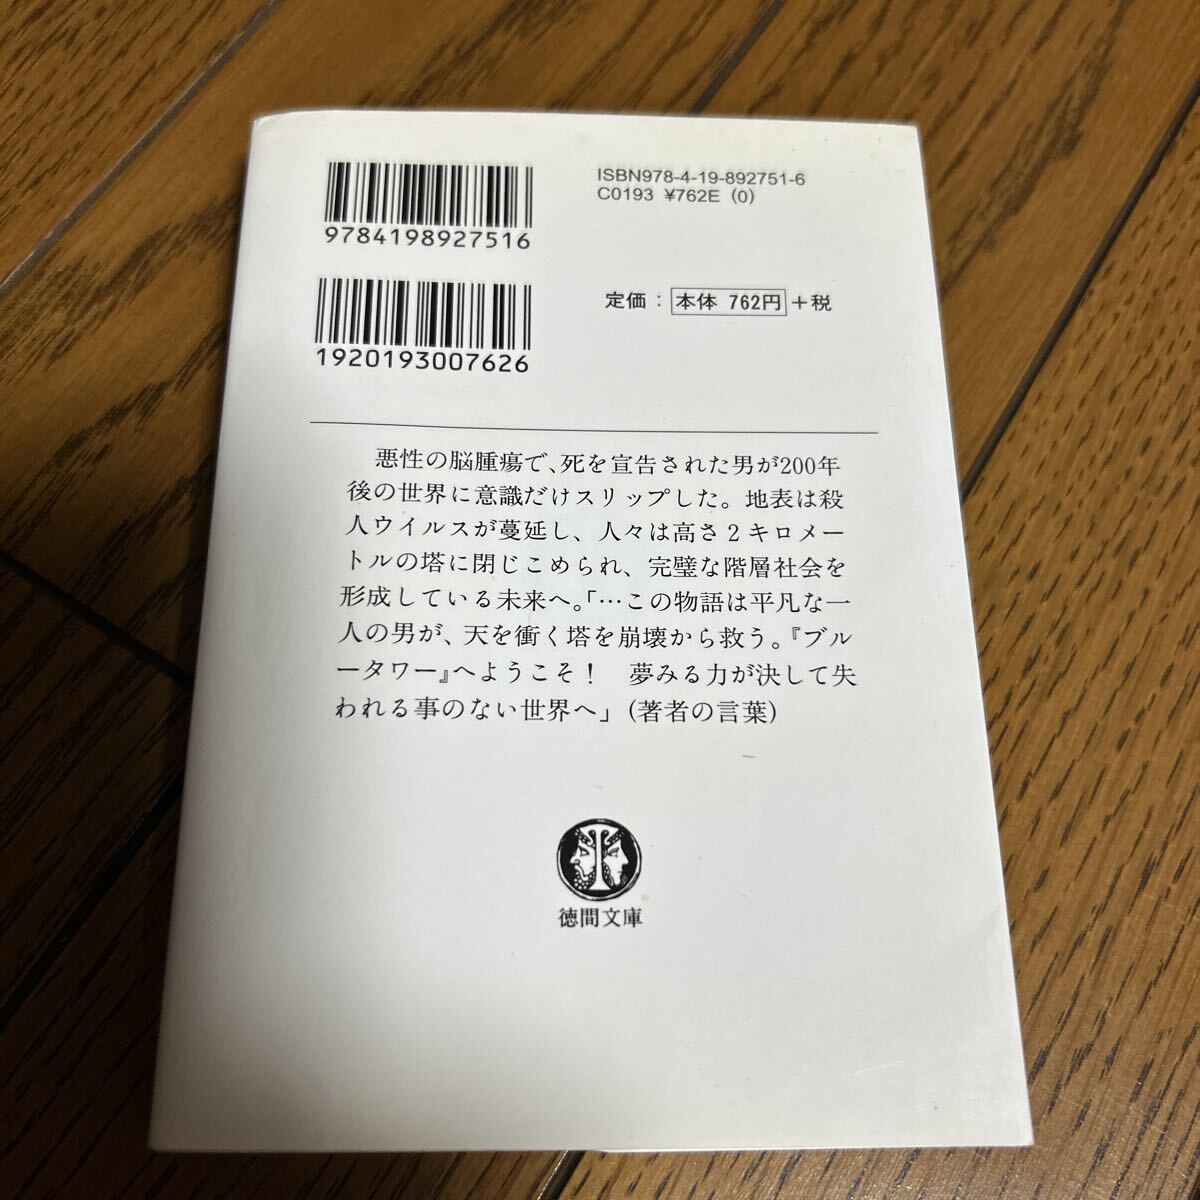 9784198927516
ISBN978-4-19-892751-6
C0193 ¥762E (0)
1920193007626
定価：本体 762円＋税
悪性の脳腫瘍で、死を宣告された男が200年
後の世界に意識だけスリップした。地表は殺
人ウイルスが蔓延し、人々は高さ２キロメー
トルの塔に閉じこめられ、完璧な階層社会を
形成している未来へ。「…この物語は平凡な一
人の男が、天を衝く塔を崩壊から救う。『ブル
ータワー』へようこそ！　夢みる力が決して失
われる事のない世界へ」（著者の言葉）
徳間文庫